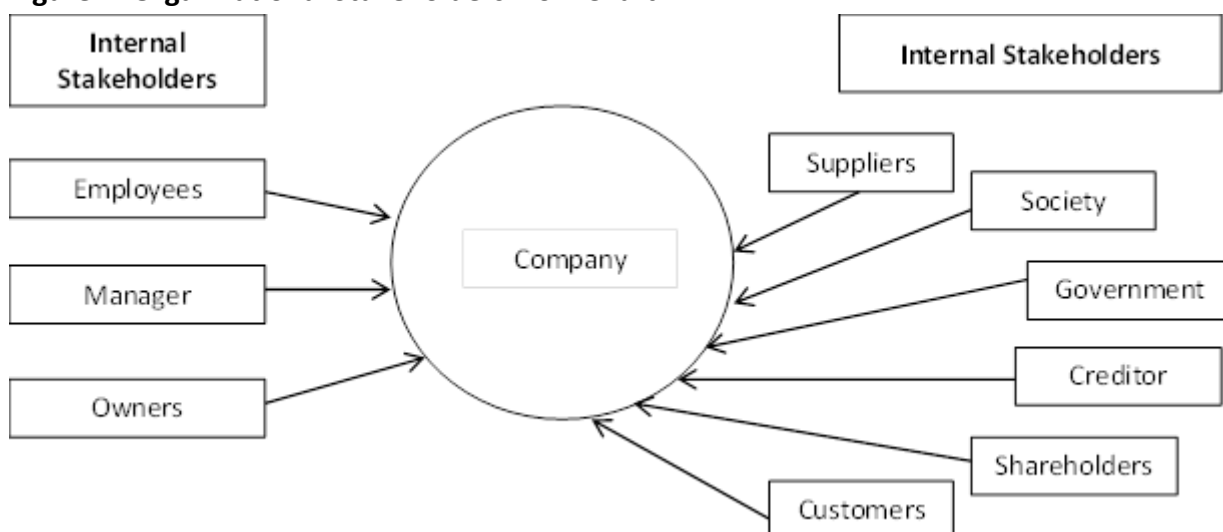 Internal
Stakeholders
Internal Stakeholders
Employees
Manager
Owners
Company
Suppliers
Society
Government
Creditor
Shareholders
Customers